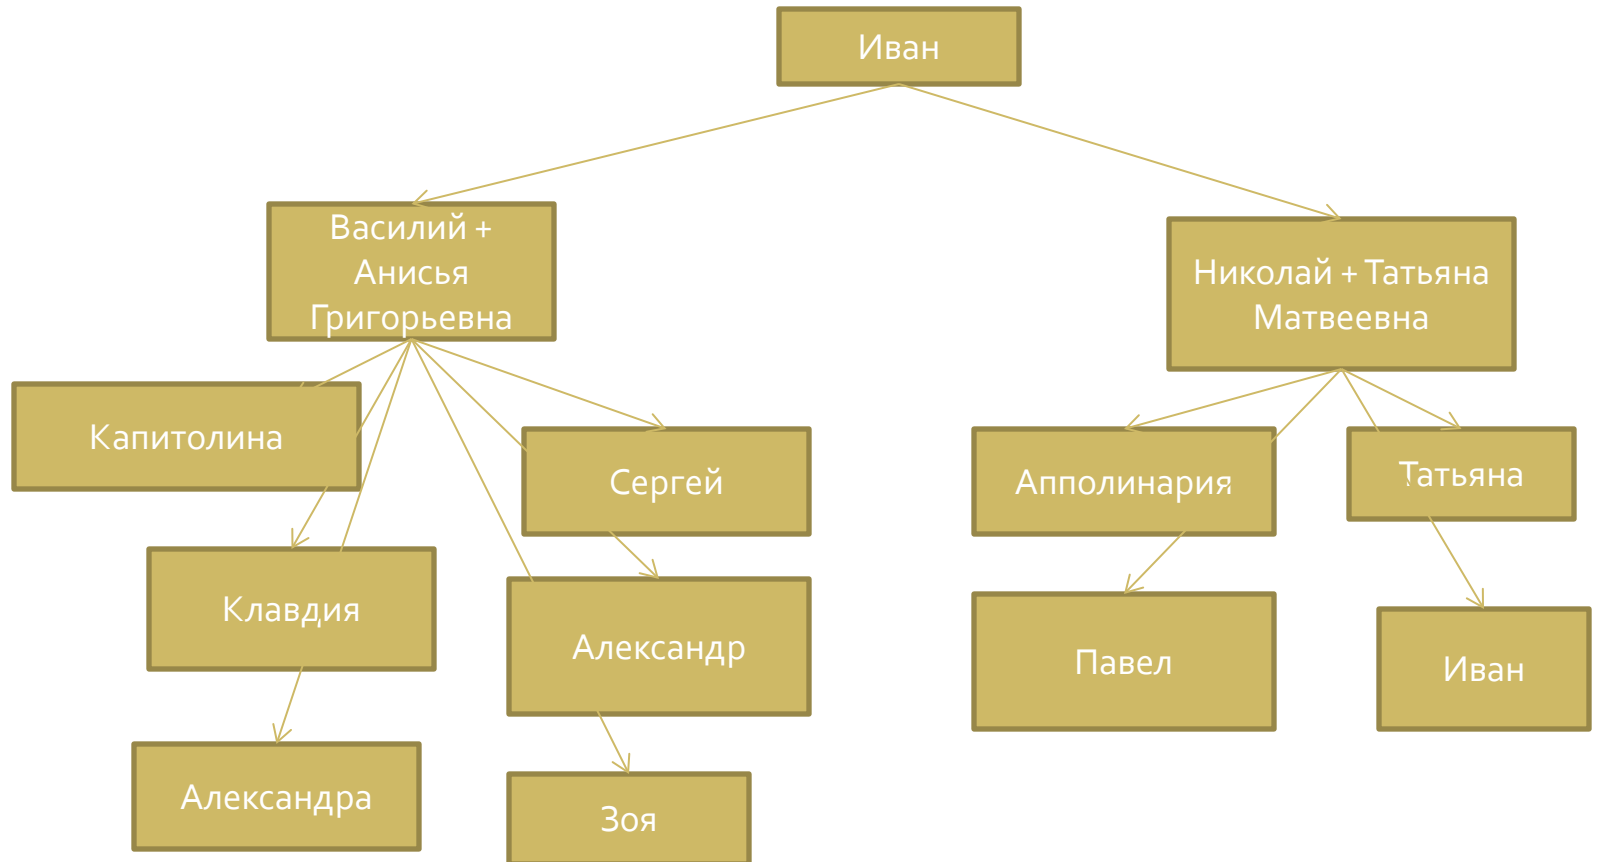 Иван
Василий +
Анисья
Григорьевна
Николай + Татьяна
Матвеевна
Капитолина
Сергей
Апполинария
Татьяна
Клавдия
Александр
Павел
Иван
Александра
Зоя